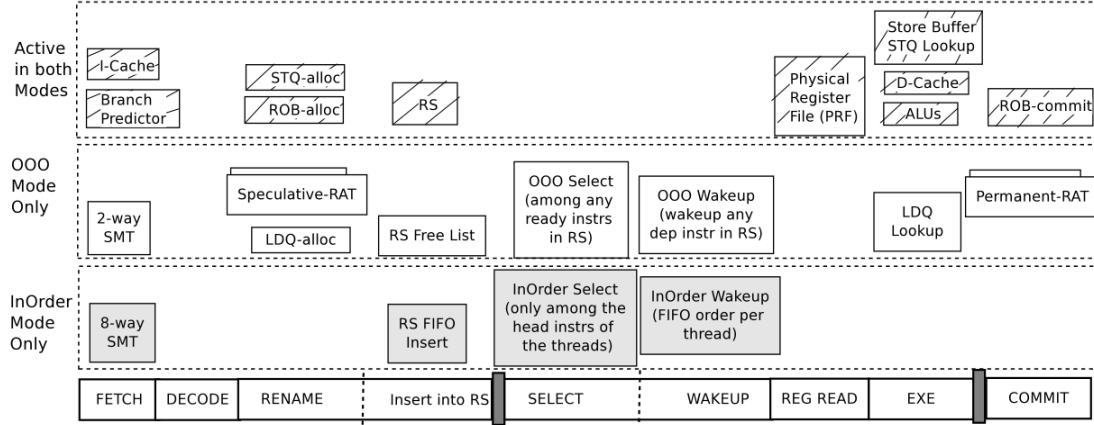 Active
in both
Modes
I-Cache
Branch
Predictor
STQ-alloc
ROB-alloc
RS
Physical
Register
File (PRF)
Store Buffer
STQ Lookup
D-Cache
ALUs
ROB-commit
OOO
Mode
Only
2-way
SMT
Speculative-RAT
LDQ-alloc
RS Free List
OOO Select
(among any
ready instrs
in RS)
OOO Wakeup
(wakeup any
dep instr in RS)
LDQ
Lookup
Permanent-RAT
InOrder
Mode
Only
8-way
SMT
RS FIFO
Insert
InOrder Select
(only among the
head instrs of
the threads)
InOrder Wakeup
(FIFO order per
thread)
FETCH
DECODE
RENAME
Insert into RS
SELECT
WAKEUP
REG READ
EXE
COMMIT